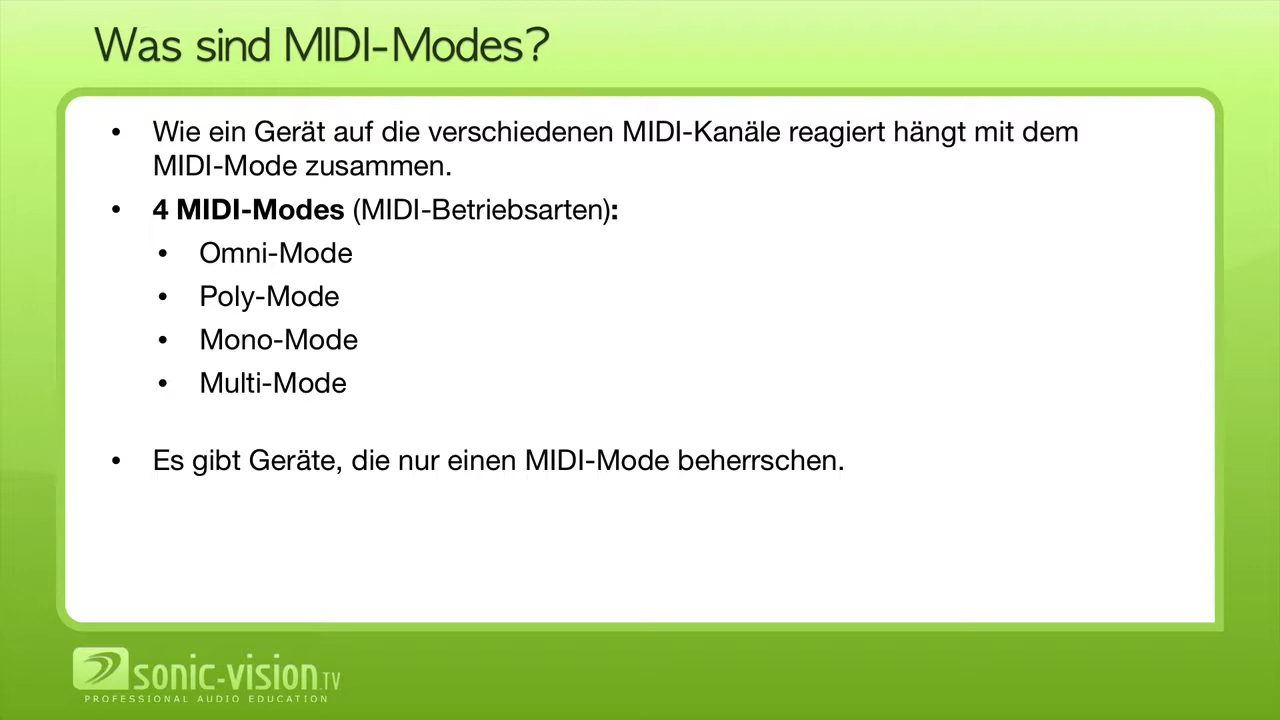 Was sind MIDI-Modes?
• Wie ein Gerät auf die verschiedenen MIDI-Kanäle reagiert hängt mit dem
MIDI-Mode zusammen.
• 4 MIDI-Modes (MIDI-Betriebsarten):
• Omni-Mode
• Poly-Mode
• Mono-Mode
• Multi-Mode
• Es gibt Geräte, die nur einen MIDI-Mode beherrschen.
sonic-vision.TV
PROFESSIONAL AUDIO EDUCATION